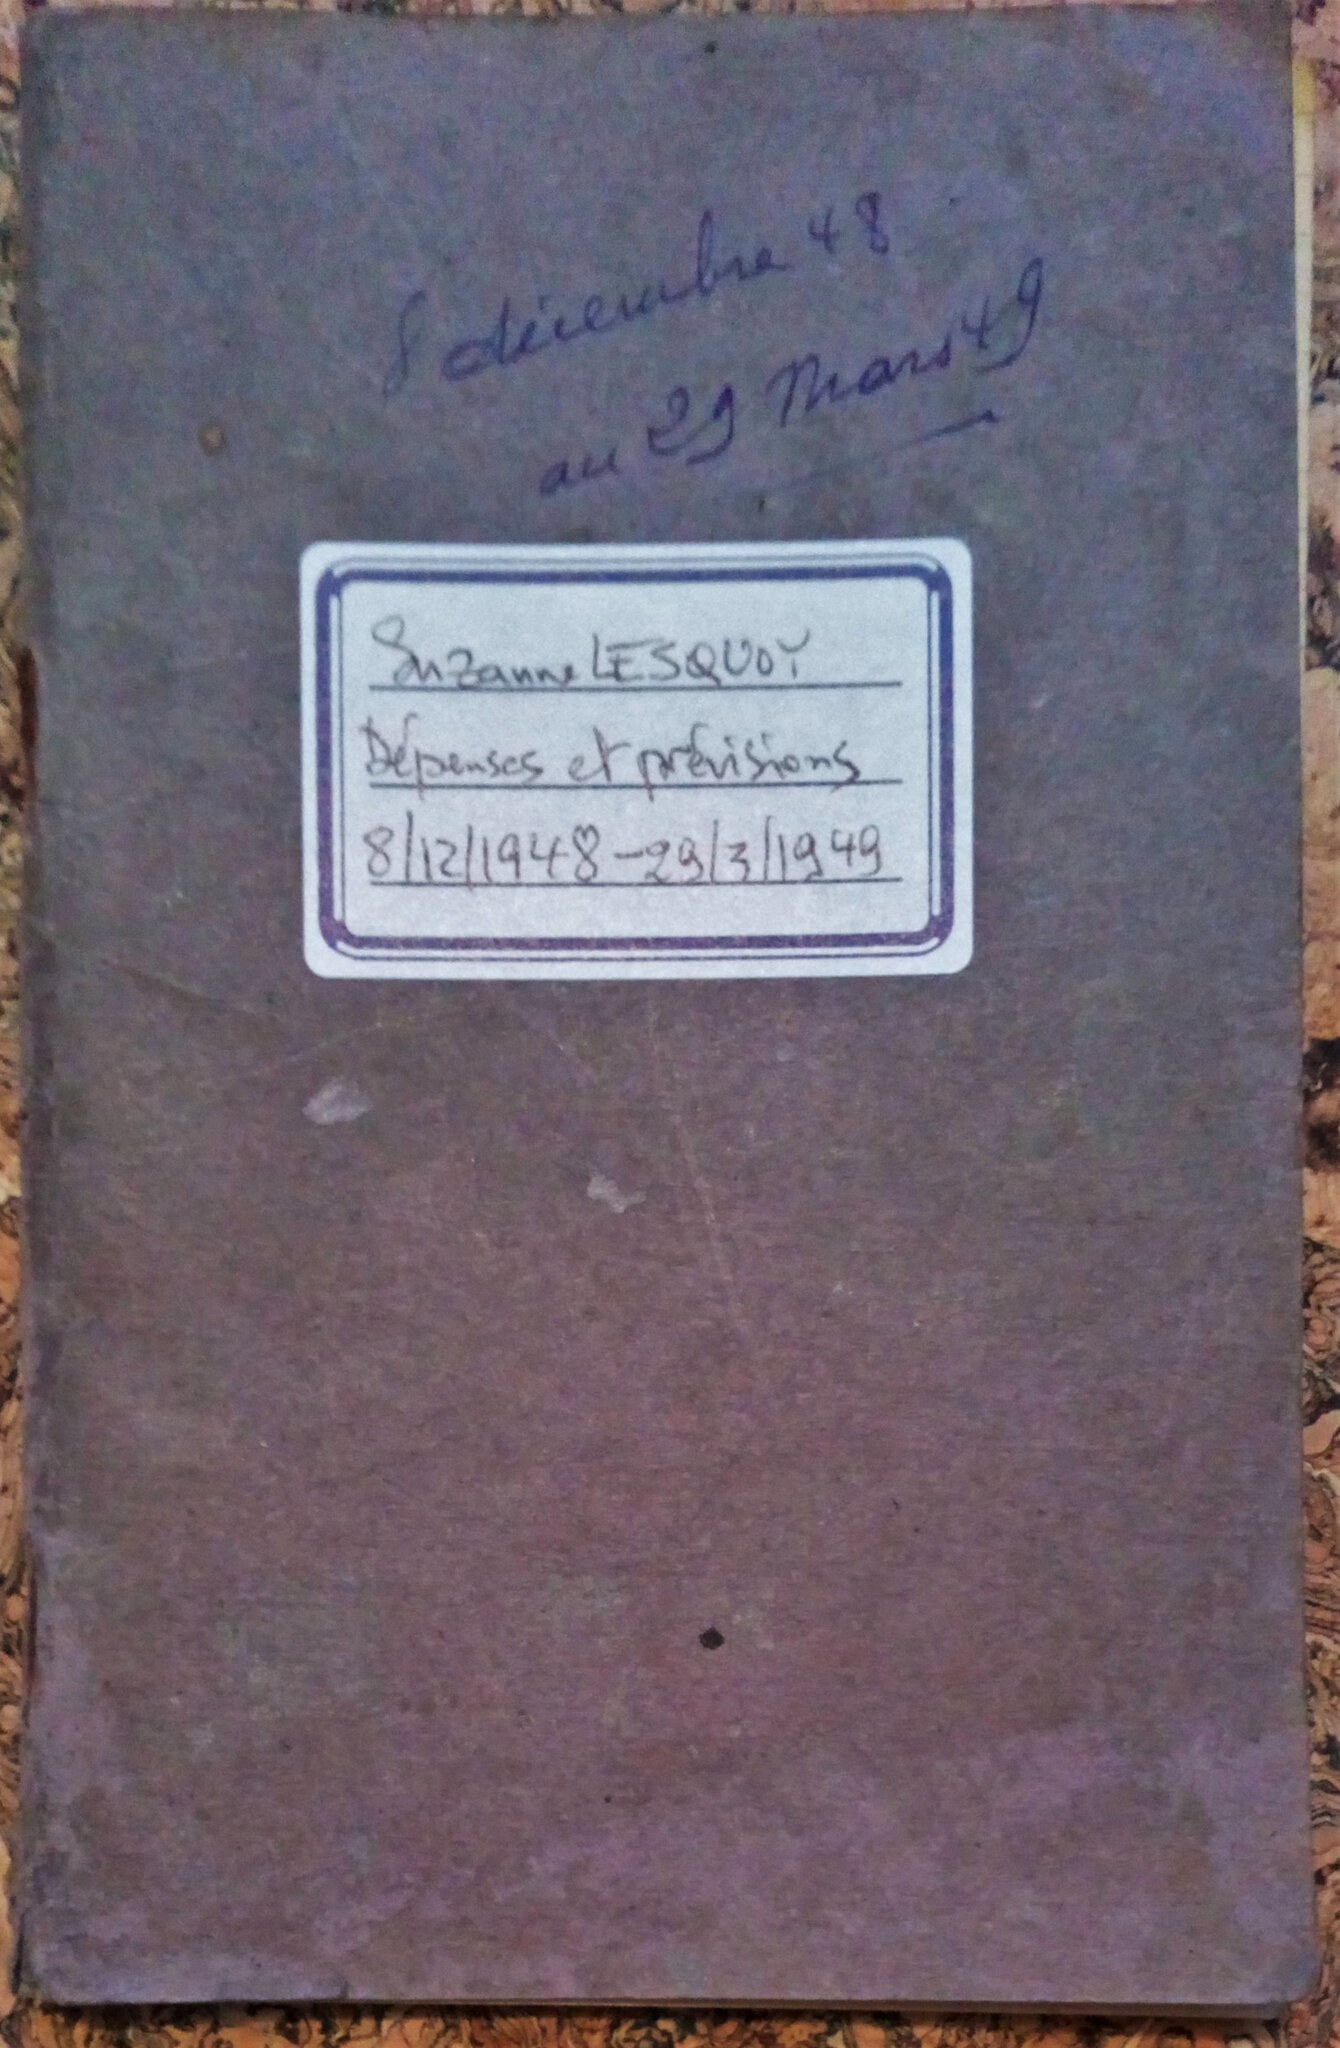 8 décembre 48
au 29 Mars 49
Suzanne LESQUOY
Dépenses et prévisions
8/12/1948-29/3/1949